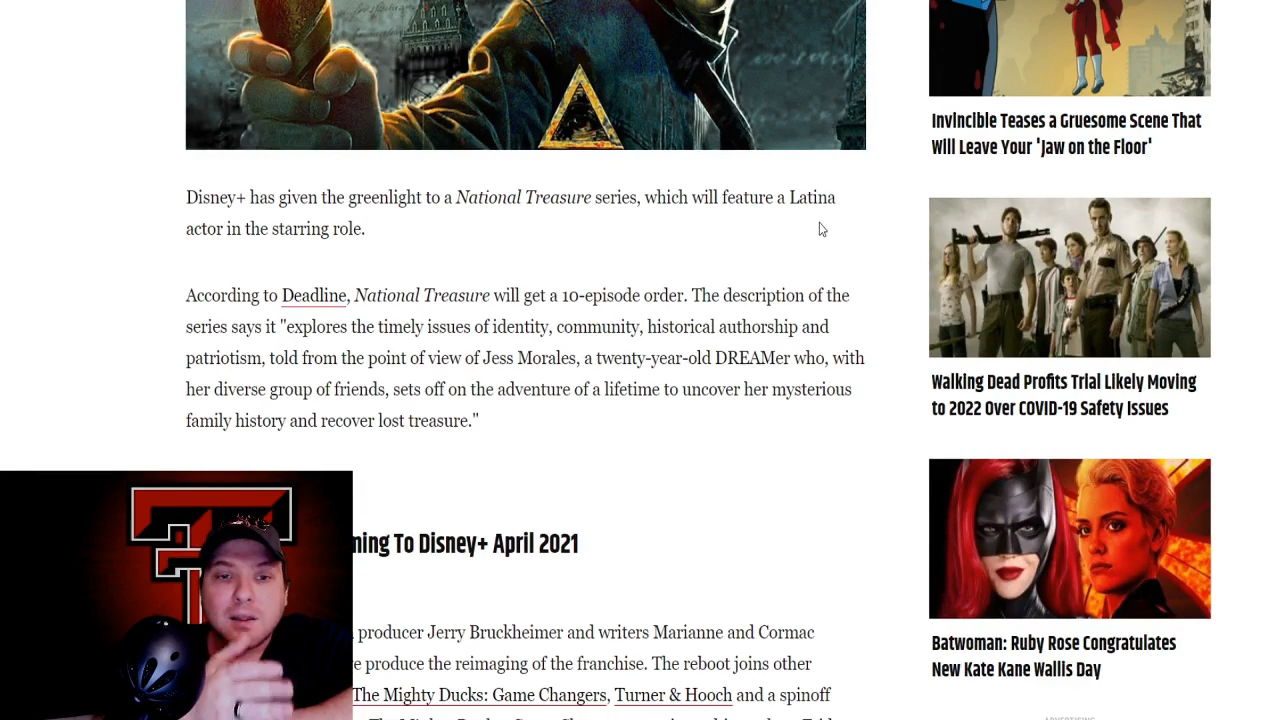 Disney+ has given the greenlight to a National Treasure series, which will feature a Latina
actor in the starring role.
According to Deadline, National Treasure will get a 10-episode order. The description of the
series says it "explores the timely issues of identity, community, historical authorship and
patriotism, told from the point of view of Jess Morales, a twenty-year-old DREAMer who, with
her diverse group of friends, sets off on the adventure of a lifetime to uncover her mysterious
family history and recover lost treasure."
ming To Disney+ April 2021
producer Jerry Bruckheimer and writers Marianne and Cormac
produce the reimaging of the franchise. The reboot joins other
The Mighty Ducks: Game Changers, Turner & Hooch and a spinoff
Invincible Teases a Gruesome Scene That
Will Leave Your 'Jaw on the Floor'
Walking Dead Profits Trial Likely Moving
to 2022 Over COVID-19 Safety Issues
Batwoman: Ruby Rose Congratulates
New Kate Kane Wallis Day